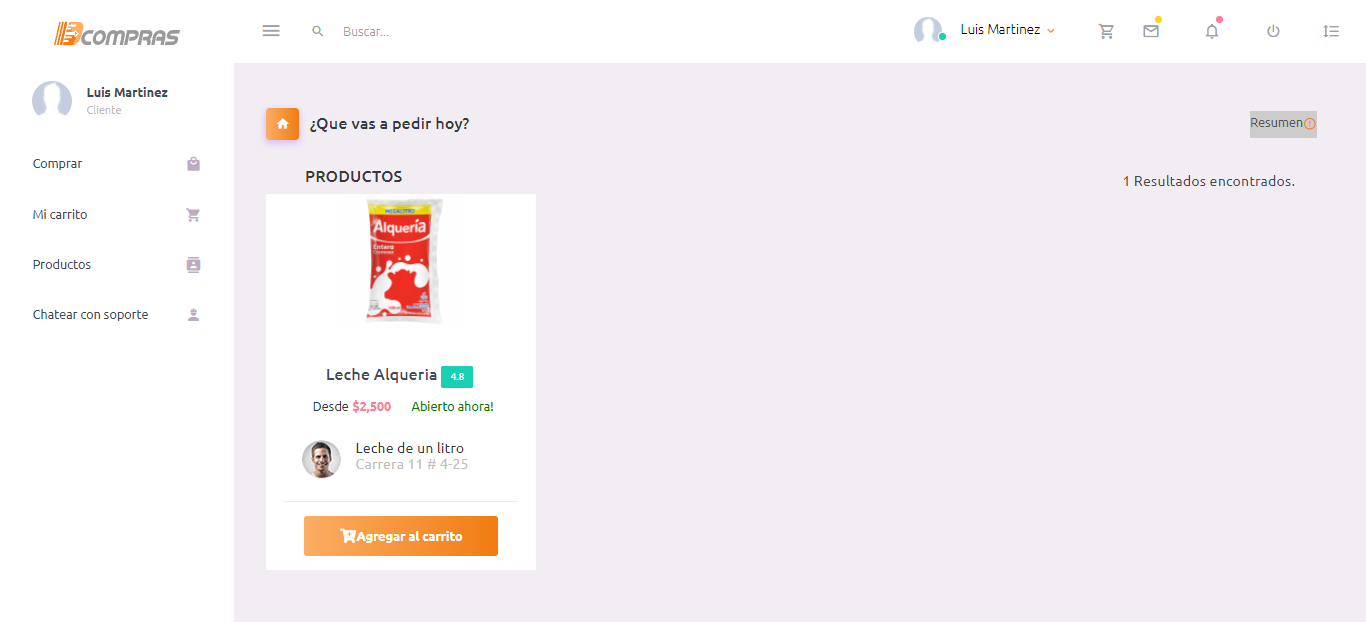 COMPRAS
Buscar...
Luis Martinez
Luis Martinez
Cliente
Comprar
Mi carrito
Productos
Chatear con soporte
¿Que vas a pedir hoy?
Resumen
PRODUCTOS
1 Resultados encontrados.
MEGALITRO
Alquería
Entera
Leche Alqueria 4.8
Desde $2,500 Abierto ahora!
Leche de un litro
Carrera 11 # 4-25
Agregar al carrito